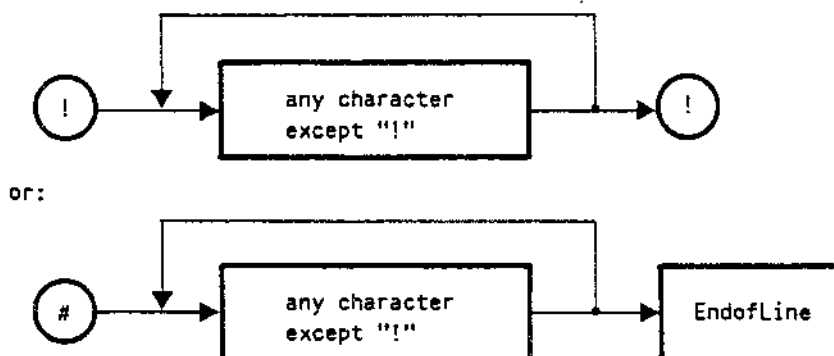 ! any character !
except "!"
or:
# any character EndofLine
except "!"